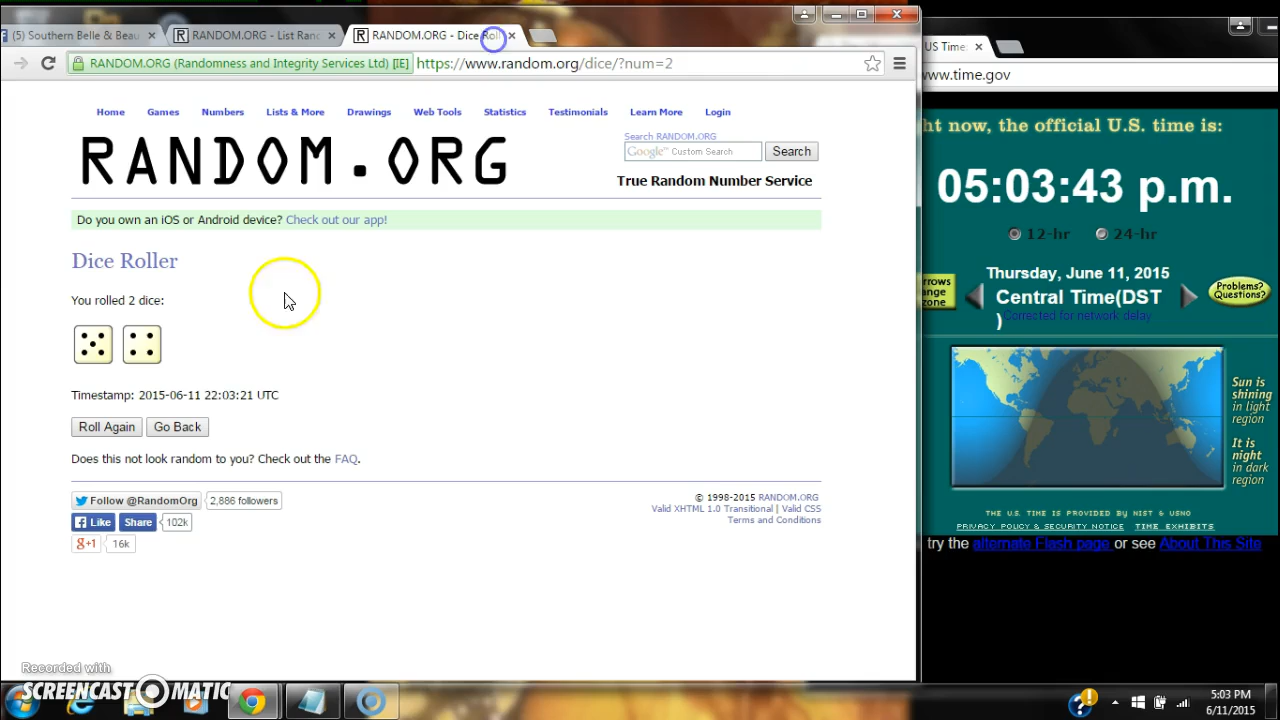 (5) Southern Belle & Bea
RANDOM.ORG - List Ran
RANDOM.ORG - Dice Roll
RANDOM.ORG (Randomness and Integrity Services Ltd) [IE]
https://www.random.org/dice/?num=2
Home Games Numbers Lists & More Drawings Web Tools Statistics Testimonials Learn More Login
RANDOM.ORG
Search RANDOM.ORG
Google™ Custom Search
Search
True Random Number Service
Do you own an iOS or Android device? Check out our app!
Dice Roller
You rolled 2 dice:
Timestamp: 2015-06-11 22:03:21 UTC
Roll Again Go Back
Does this not look random to you? Check out the FAQ.
Follow @RandomOrg 2,886 followers
Like Share 102k
g+1 16k
© 1998-2015 RANDOM.ORG
Valid XHTML 1.0 Transitional | Valid CSS
Terms and Conditions
US Time
www.time.gov
ht now, the official U.S. time is:
05:03:43 p.m.
12-hr 24-hr
rrows
nge
zone
Thursday, June 11, 2015
Central Time(DST
)
Corrected for network delay
Problems?
Questions?
Sun is
shining
in light
region
It is
night
in dark
region
THE U.S. TIME IS PROVIDED BY NIST & USNO
PRIVACY POLICY & SECURITY NOTICE TIME EXHIBITS
try the alternate Flash page or see About This Site
Recorded with
SCREENCAST MATIC
5:03 PM
6/11/2015